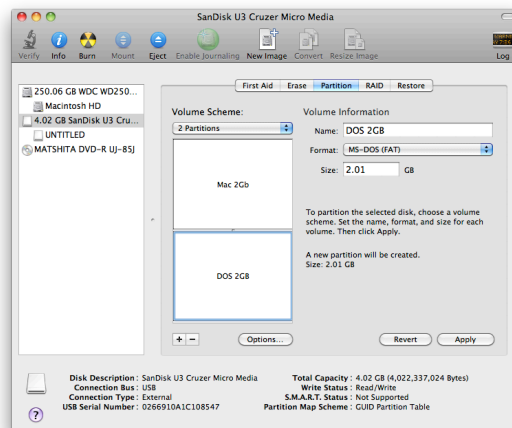 SanDisk U3 Cruzer Micro Media
Verify Info Burn Mount Eject Enable Journaling New Image Convert Resize Image Log
First Aid Erase Partition RAID Restore
250.06 GB WDC WD250...
Macintosh HD
4.02 GB SanDisk U3 Cru...
UNTITLED
MATSHITA DVD-R UJ-85J
Volume Scheme:
2 Partitions
Mac 2Gb
DOS 2GB
Volume Information
Name: DOS 2GB
Format: MS-DOS (FAT)
Size: 2.01 GB
To partition the selected disk, choose a volume
scheme. Set the name, format, and size for each
volume. Then click Apply.
A new partition will be created.
Size: 2.01 GB
+ − Options... Revert Apply
Disk Description : SanDisk U3 Cruzer Micro Media
Connection Bus : USB
Connection Type : External
USB Serial Number : 0266910A1C108547
Total Capacity : 4.02 GB (4,022,337,024 Bytes)
Write Status : Read/Write
S.M.A.R.T. Status : Not Supported
Partition Map Scheme : GUID Partition Table
?